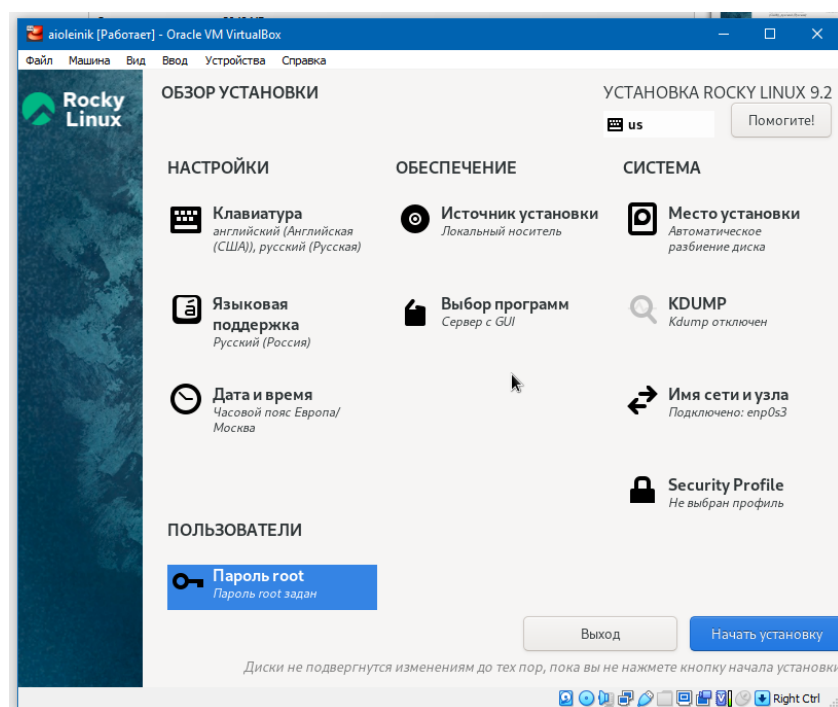 aioleinik [Работает] - Oracle VM VirtualBox
Файл Машина Вид Ввод Устройства Справка
Rocky
Linux
ОБЗОР УСТАНОВКИ
УСТАНОВКА ROCKY LINUX 9.2
us
Помогите!
НАСТРОЙКИ
Клавиатура
английский (Английская
(США)), русский (Русская)
Языковая
поддержка
Русский (Россия)
Дата и время
Часовой пояс Европа/
Москва
ОБЕСПЕЧЕНИЕ
Источник установки
Локальный носитель
Выбор программ
Сервер с GUI
СИСТЕМА
Место установки
Автоматическое
разбиение диска
KDUMP
Kdump отключен
Имя сети и узла
Подключено: enp0s3
Security Profile
Не выбран профиль
ПОЛЬЗОВАТЕЛИ
Пароль root
Пароль root задан
Выход
Начать установку
Диски не подвергнутся изменениям до тех пор, пока вы не нажмете кнопку начала установки
Right Ctrl